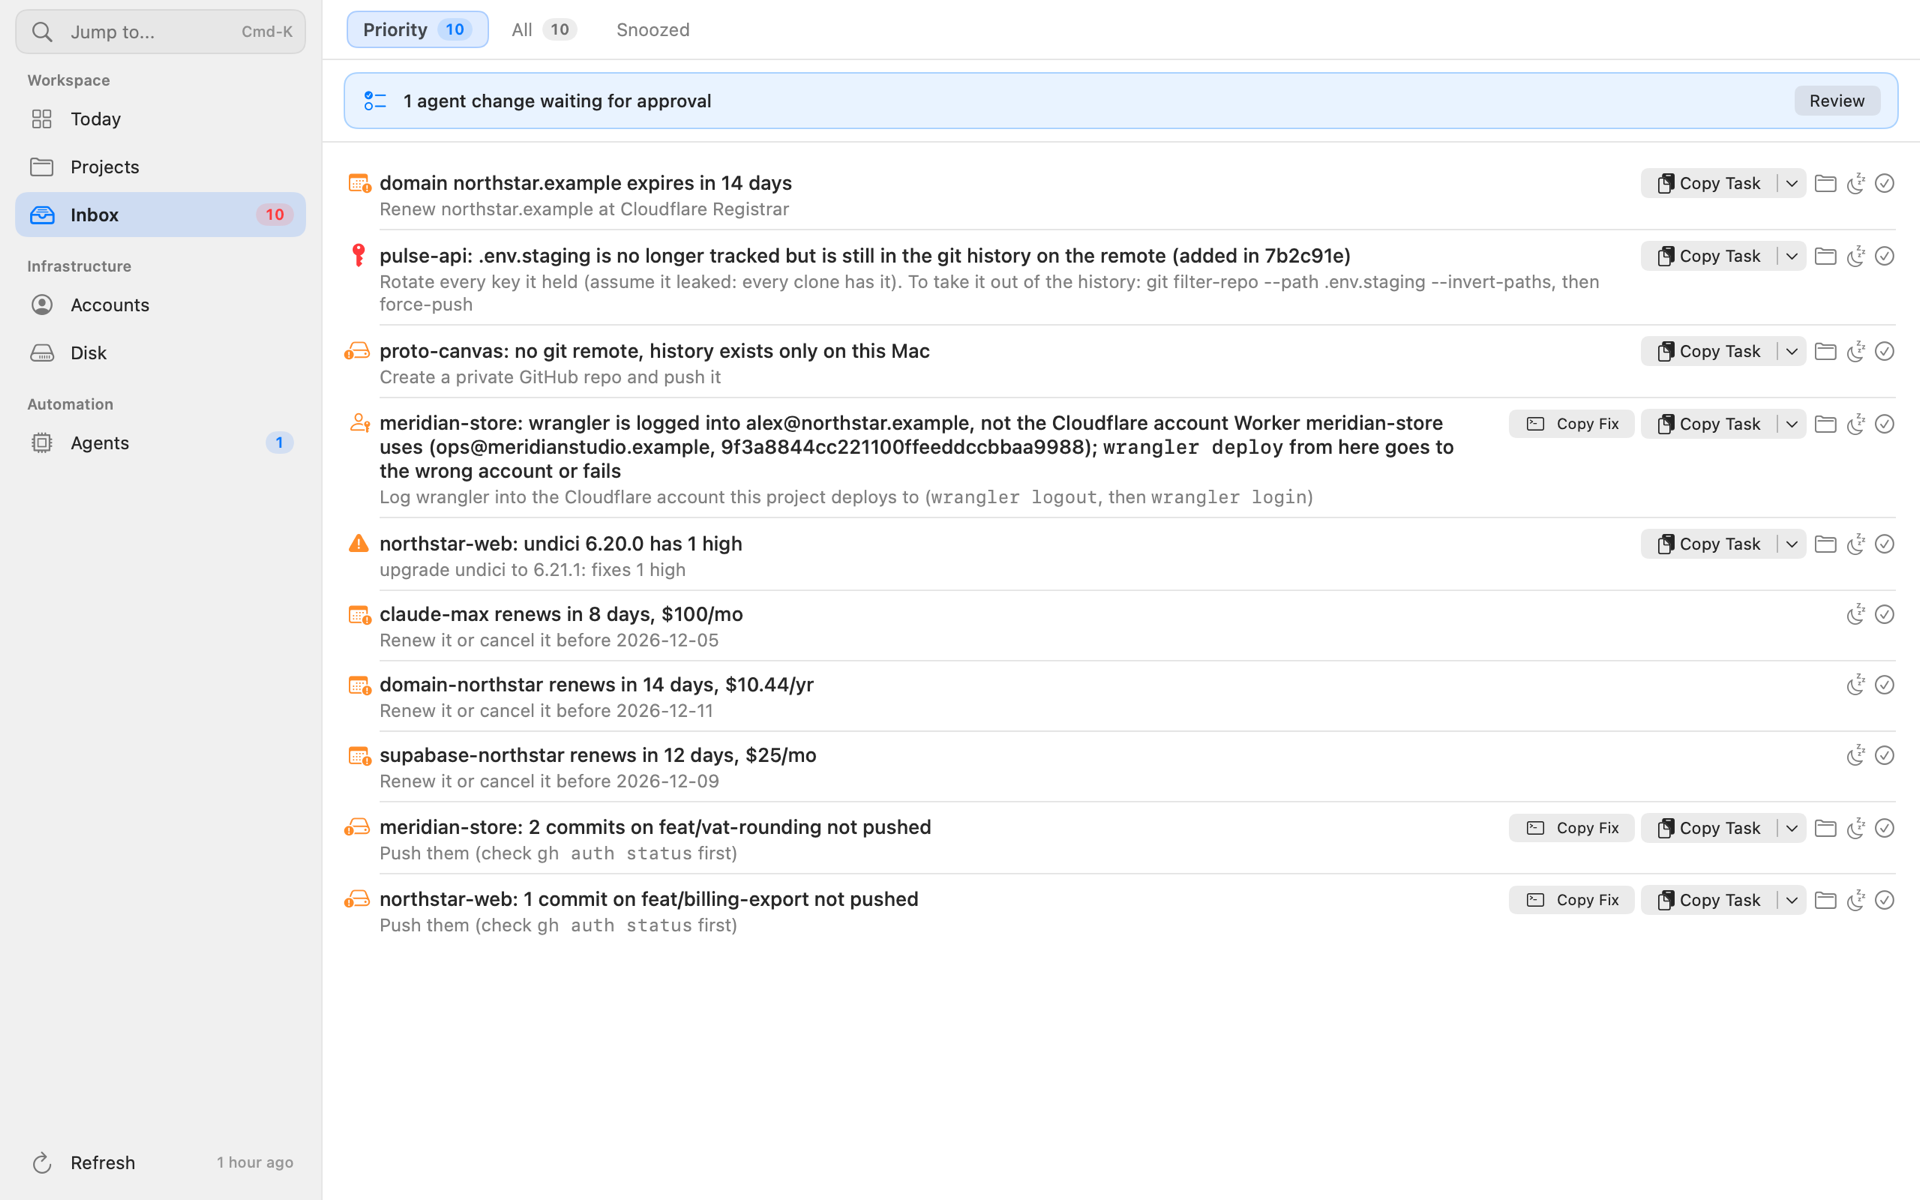 Jump to... Cmd-K
Workspace
Today
Projects
Inbox 10
Infrastructure
Accounts
Disk
Automation
Agents 1
Refresh 1 hour ago
Priority 10 All 10 Snoozed
1 agent change waiting for approval Review
domain northstar.example expires in 14 days Copy Task
Renew northstar.example at Cloudflare Registrar
pulse-api: .env.staging is no longer tracked but is still in the git history on the remote (added in 7b2c91e) Copy Task
Rotate every key it held (assume it leaked: every clone has it). To take it out of the history: git filter-repo --path .env.staging --invert-paths, then
force-push
proto-canvas: no git remote, history exists only on this Mac Copy Task
Create a private GitHub repo and push it
meridian-store: wrangler is logged into alex@northstar.example, not the Cloudflare account Worker meridian-store Copy Fix Copy Task
uses (ops@meridianstudio.example, 9f3a8844cc221100ffeeddccbbaa9988); wrangler deploy from here goes to
the wrong account or fails
Log wrangler into the Cloudflare account this project deploys to (wrangler logout, then wrangler login)
northstar-web: undici 6.20.0 has 1 high Copy Task
upgrade undici to 6.21.1: fixes 1 high
claude-max renews in 8 days, $100/mo
Renew it or cancel it before 2026-12-05
domain-northstar renews in 14 days, $10.44/yr
Renew it or cancel it before 2026-12-11
supabase-northstar renews in 12 days, $25/mo
Renew it or cancel it before 2026-12-09
meridian-store: 2 commits on feat/vat-rounding not pushed Copy Fix Copy Task
Push them (check gh auth status first)
northstar-web: 1 commit on feat/billing-export not pushed Copy Fix Copy Task
Push them (check gh auth status first)